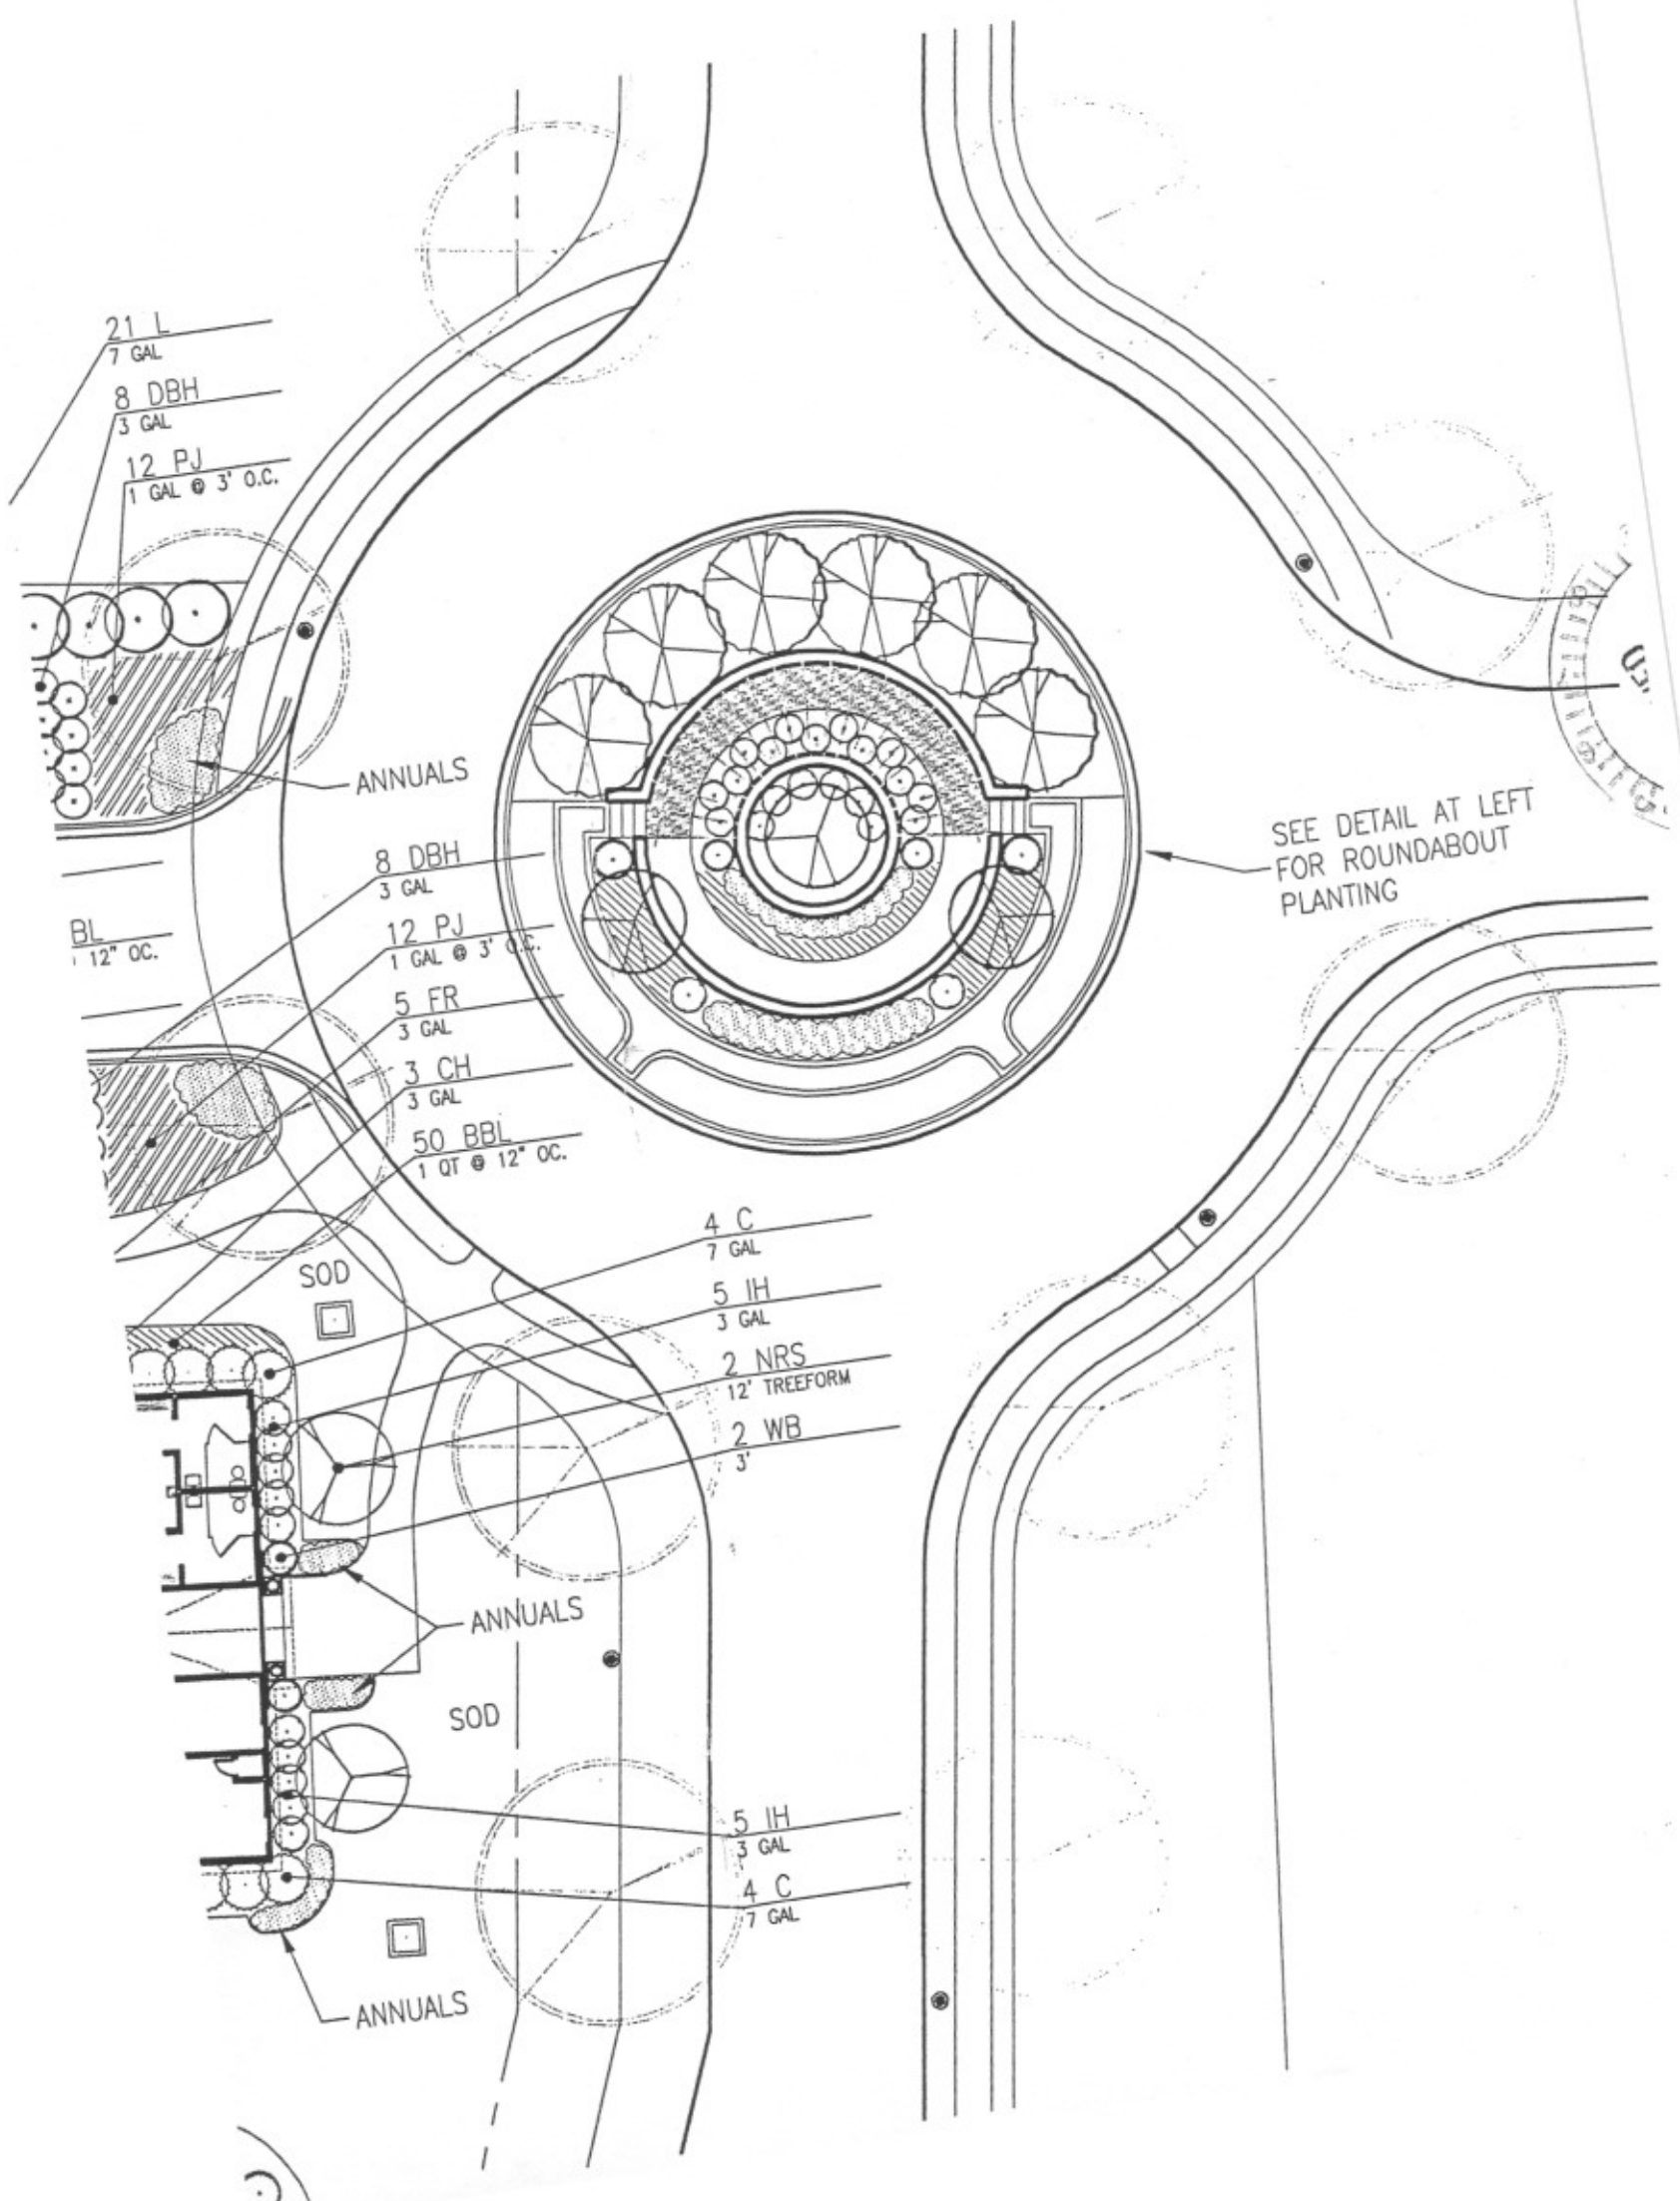 21 L
7 GAL
8 DBH
3 GAL
12 PJ
1 GAL @ 3' O.C.
ANNUALS
SEE DETAIL AT LEFT
FOR ROUNDABOUT
PLANTING
8 DBH
3 GAL
BL
12" OC.
12 PJ
1 GAL @ 3' O.C.
5 FR
3 GAL
3 CH
3 GAL
50 BBL
1 QT @ 12" OC.
4 C
7 GAL
SOD
5 IH
3 GAL
2 NRS
12' TREEFORM
2 WB
3'
ANNUALS
SOD
5 IH
3 GAL
4 C
7 GAL
ANNUALS